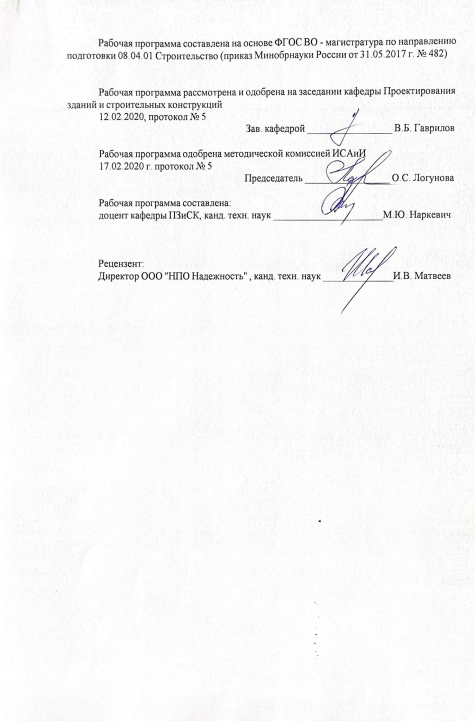 Рабочая программа составлена на основе ФГОС ВО - магистратура по направлению
подготовки 08.04.01 Строительство (приказ Минобрнауки России от 31.05.2017 г. № 482)
Рабочая программа рассмотрена и одобрена на заседании кафедры Проектирования
зданий и строительных конструкций
12.02.2020, протокол № 5
Зав. кафедрой ________________ В.Б. Гаврилов
Рабочая программа одобрена методической комиссией ИСАиИ
17.02.2020 г. протокол № 5
Председатель ________________ О.С. Логунова
Рабочая программа составлена:
доцент кафедры ПЗиСК, канд. техн. наук ________________ М.Ю. Наркевич
Рецензент:
Директор ООО "НПО Надежность" , канд. техн. наук ________________ И.В. Матвеев